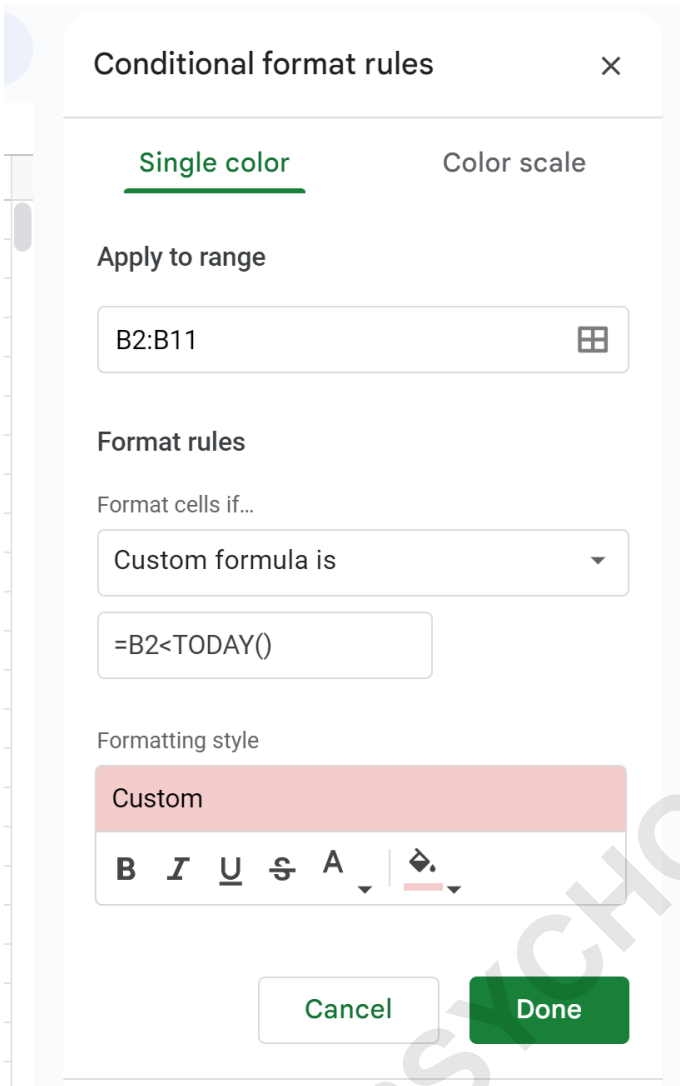 Conditional format rules
Single color
Color scale
Apply to range
B2:B11
Format rules
Format cells if…
Custom formula is
=B2<TODAY()
Formatting style
Custom
B I U S A
Cancel
Done